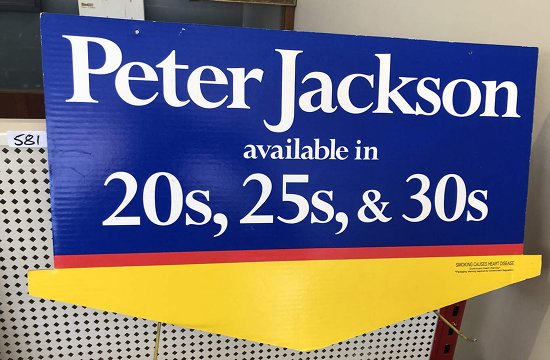 Peter Jackson
581
available in
20s, 25s, & 30s
SMOKING CAUSES HEART DISEASE